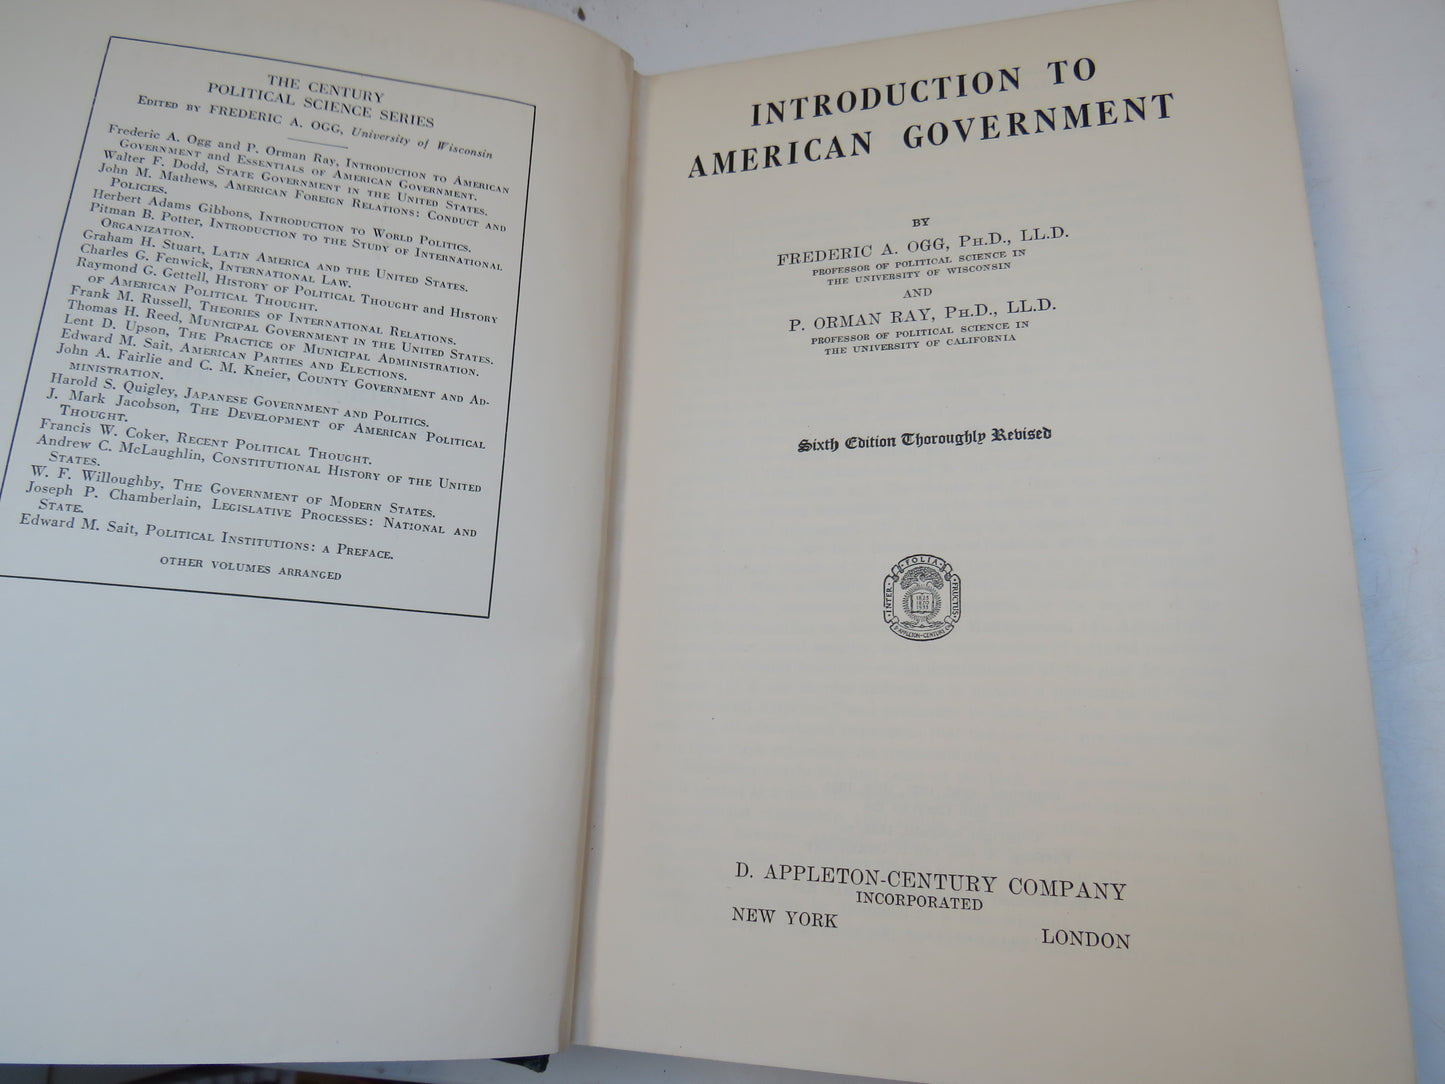 THE CENTURY
POLITICAL SCIENCE SERIES
EDITED BY FREDERIC A. OGG, University of Wisconsin
Frederic A. Ogg and P. Orman Ray, INTRODUCTION TO AMERICAN
GOVERNMENT and ESSENTIALS OF AMERICAN GOVERNMENT.
Walter F. Dodd, STATE GOVERNMENT IN THE UNITED STATES.
John M. Mathews, AMERICAN FOREIGN RELATIONS: CONDUCT AND
POLICIES.
Herbert Adams Gibbons, INTRODUCTION TO WORLD POLITICS.
Pitman B. Potter, INTRODUCTION TO THE STUDY OF INTERNATIONAL
ORGANIZATION.
Graham H. Stuart, LATIN AMERICA AND THE UNITED STATES.
Charles G. Fenwick, INTERNATIONAL LAW.
Raymond G. Gettell, HISTORY OF POLITICAL THOUGHT and HISTORY
OF AMERICAN POLITICAL THOUGHT.
Frank M. Russell, THEORIES OF INTERNATIONAL RELATIONS.
Thomas H. Reed, MUNICIPAL GOVERNMENT IN THE UNITED STATES.
Lent D. Upson, THE PRACTICE OF MUNICIPAL ADMINISTRATION.
Edward M. Sait, AMERICAN PARTIES AND ELECTIONS.
John A. Fairlie and C. M. Kneier, COUNTY GOVERNMENT AND AD-
MINISTRATION.
Harold S. Quigley, JAPANESE GOVERNMENT AND POLITICS.
J. Mark Jacobson, THE DEVELOPMENT OF AMERICAN POLITICAL
THOUGHT.
Francis W. Coker, RECENT POLITICAL THOUGHT.
Andrew C. McLaughlin, CONSTITUTIONAL HISTORY OF THE UNITED
STATES.
W. F. Willoughby, THE GOVERNMENT OF MODERN STATES.
Joseph P. Chamberlain, LEGISLATIVE PROCESSES: NATIONAL AND
STATE.
Edward M. Sait, POLITICAL INSTITUTIONS: A PREFACE.
OTHER VOLUMES ARRANGED
INTRODUCTION TO
AMERICAN GOVERNMENT
BY
FREDERIC A. OGG, PH.D., LL.D.
PROFESSOR OF POLITICAL SCIENCE IN
THE UNIVERSITY OF WISCONSIN
AND
P. ORMAN RAY, PH.D., LL.D.
PROFESSOR OF POLITICAL SCIENCE IN
THE UNIVERSITY OF CALIFORNIA
Sixth Edition Thoroughly Revised
INTER FOLIA FRUCTUS
1825
1870
1933
D. APPLETON-CENTURY CO
D. APPLETON-CENTURY COMPANY
INCORPORATED
NEW YORK LONDON